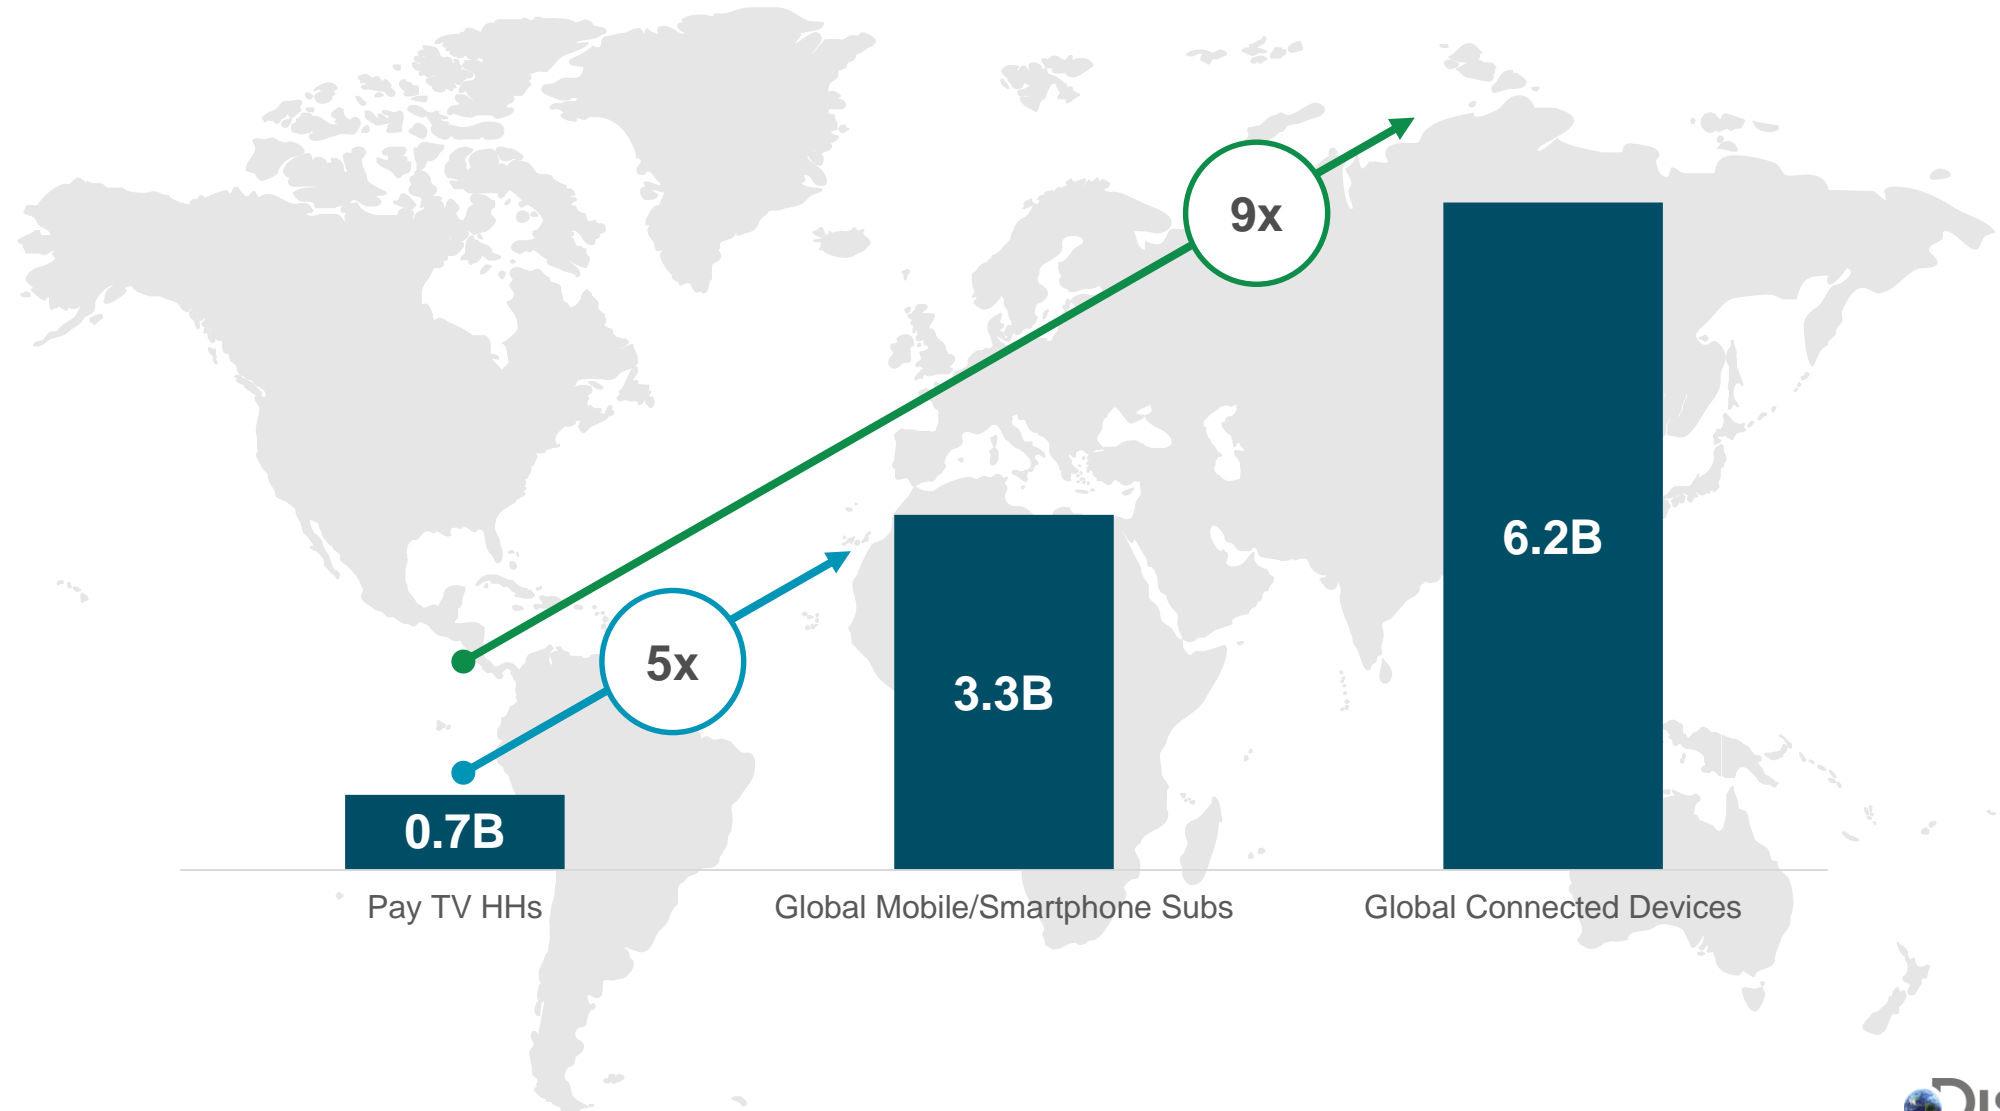 9x
6.2B
5x
3.3B
0.7B
Pay TV HHs
Global Mobile/Smartphone Subs
Global Connected Devices